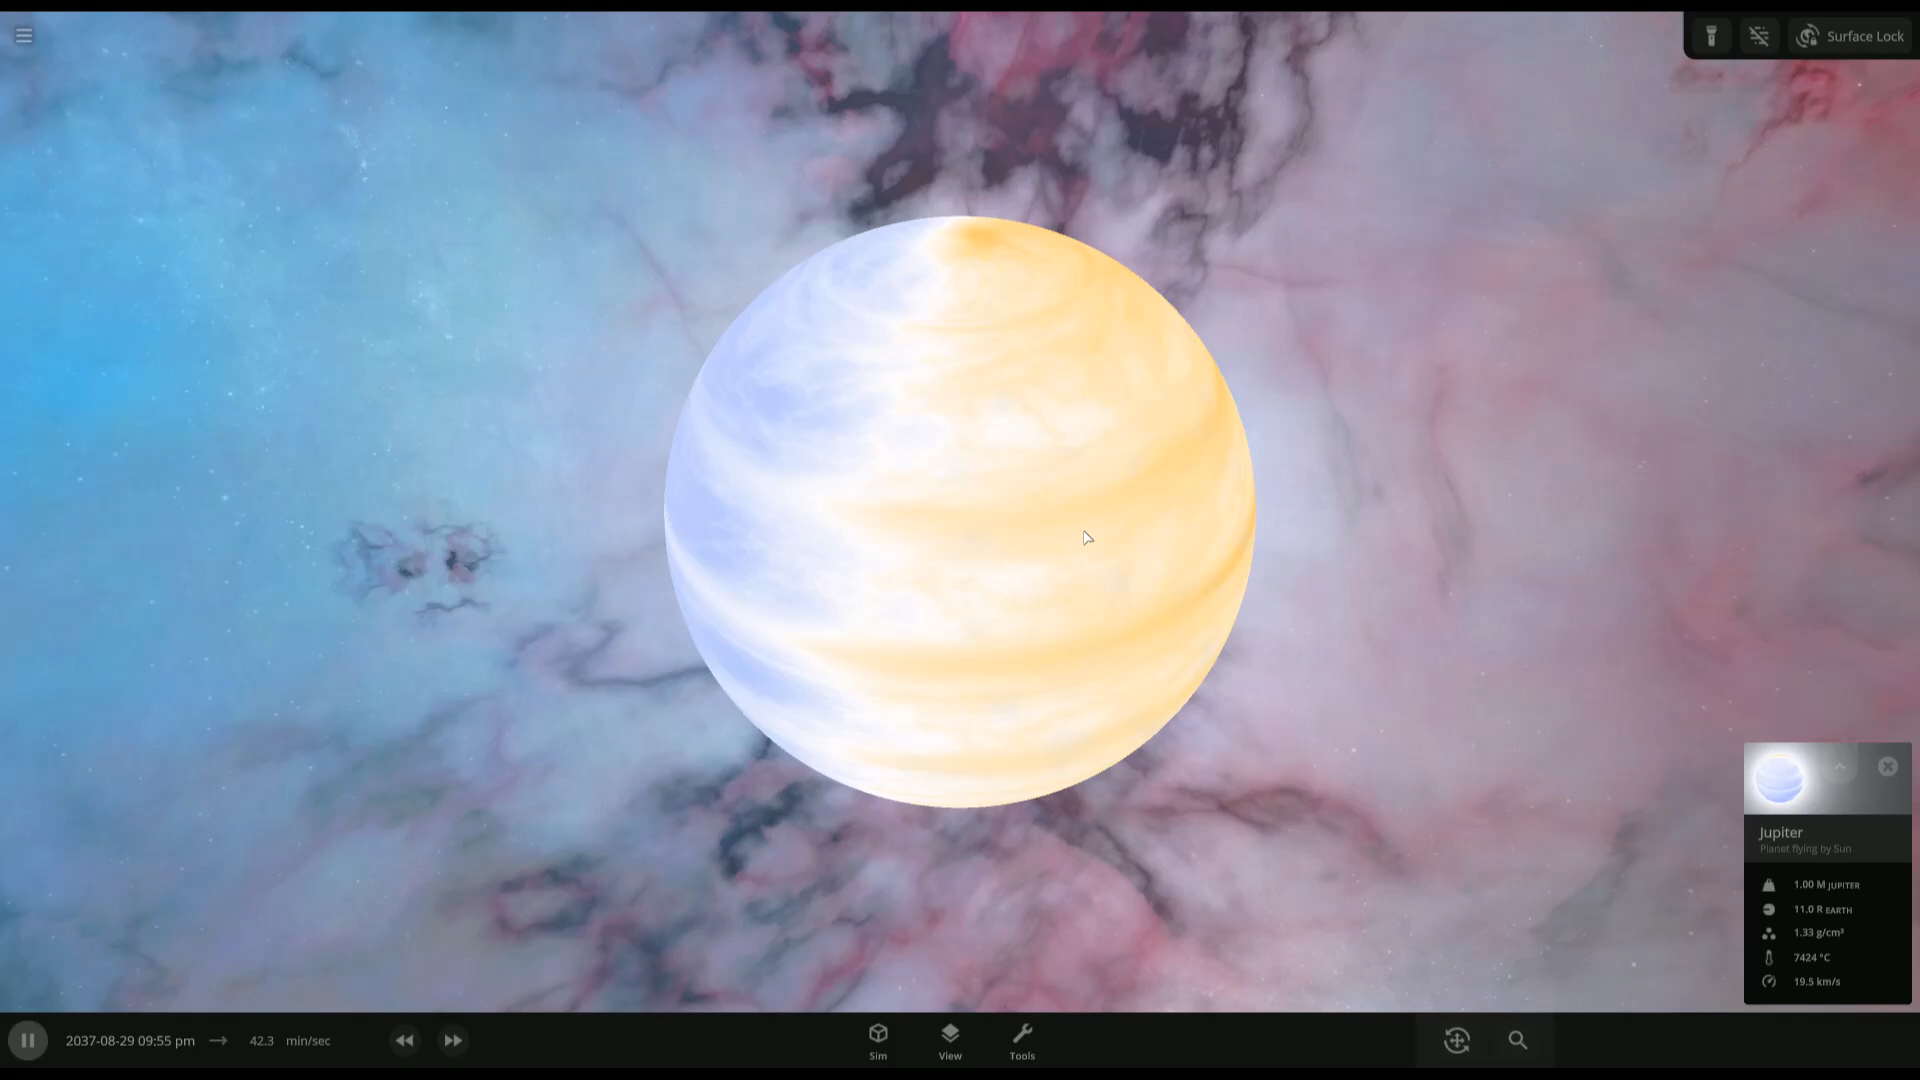 Surface Lock
Jupiter
Planet flying by Sun
1.00 M JUPITER
11.0 R EARTH
1.33 g/cm³
7424 °C
19.5 km/s
2037-08-29 09:55 pm → 42.3 min/sec
Sim
View
Tools